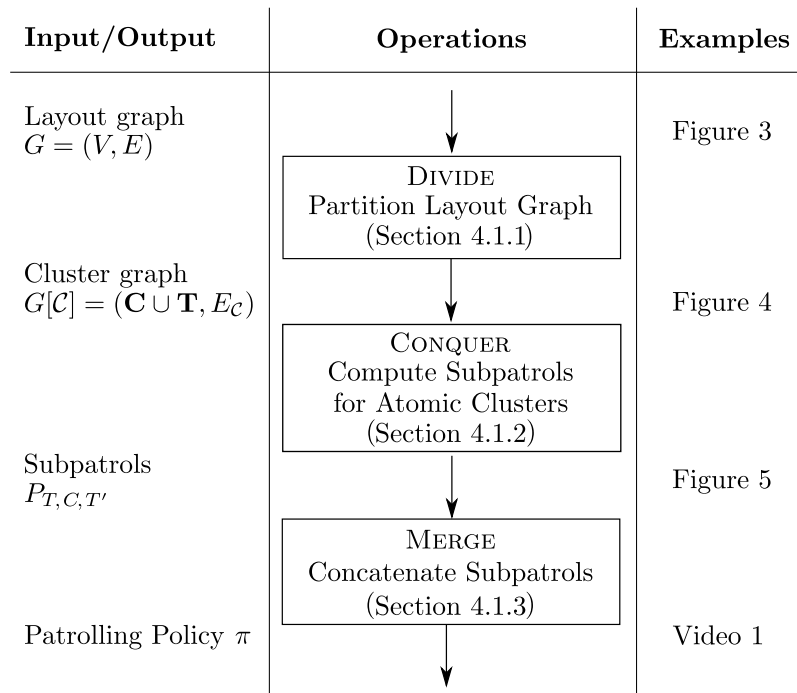 Input/Output
Operations
Examples
Layout graph
G = (V, E)
Figure 3
DIVIDE
Partition Layout Graph
(Section 4.1.1)
Cluster graph
G[𝒞] = (𝐂 ∪ 𝐓, E_𝒞)
Figure 4
CONQUER
Compute Subpatrols
for Atomic Clusters
(Section 4.1.2)
Subpatrols
P_{T,C,T′}
Figure 5
MERGE
Concatenate Subpatrols
(Section 4.1.3)
Patrolling Policy π
Video 1